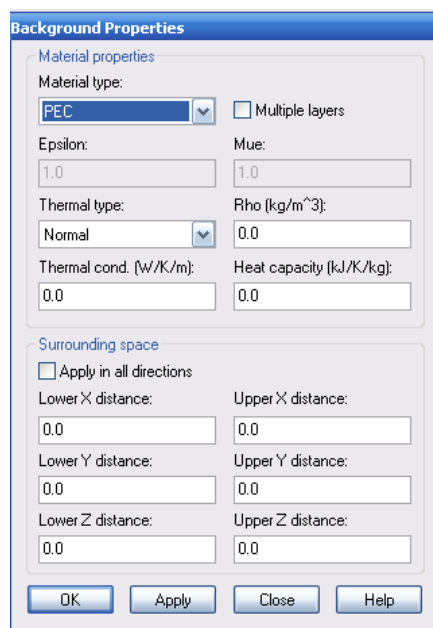 Background Properties
Material properties
Material type:
PEC
Multiple layers
Epsilon: Mue:
1.0 1.0
Thermal type: Rho (kg/m^3):
Normal 0.0
Thermal cond. (W/K/m): Heat capacity (kJ/K/kg):
0.0 0.0
Surrounding space
Apply in all directions
Lower X distance: Upper X distance:
0.0 0.0
Lower Y distance: Upper Y distance:
0.0 0.0
Lower Z distance: Upper Z distance:
0.0 0.0
OK Apply Close Help